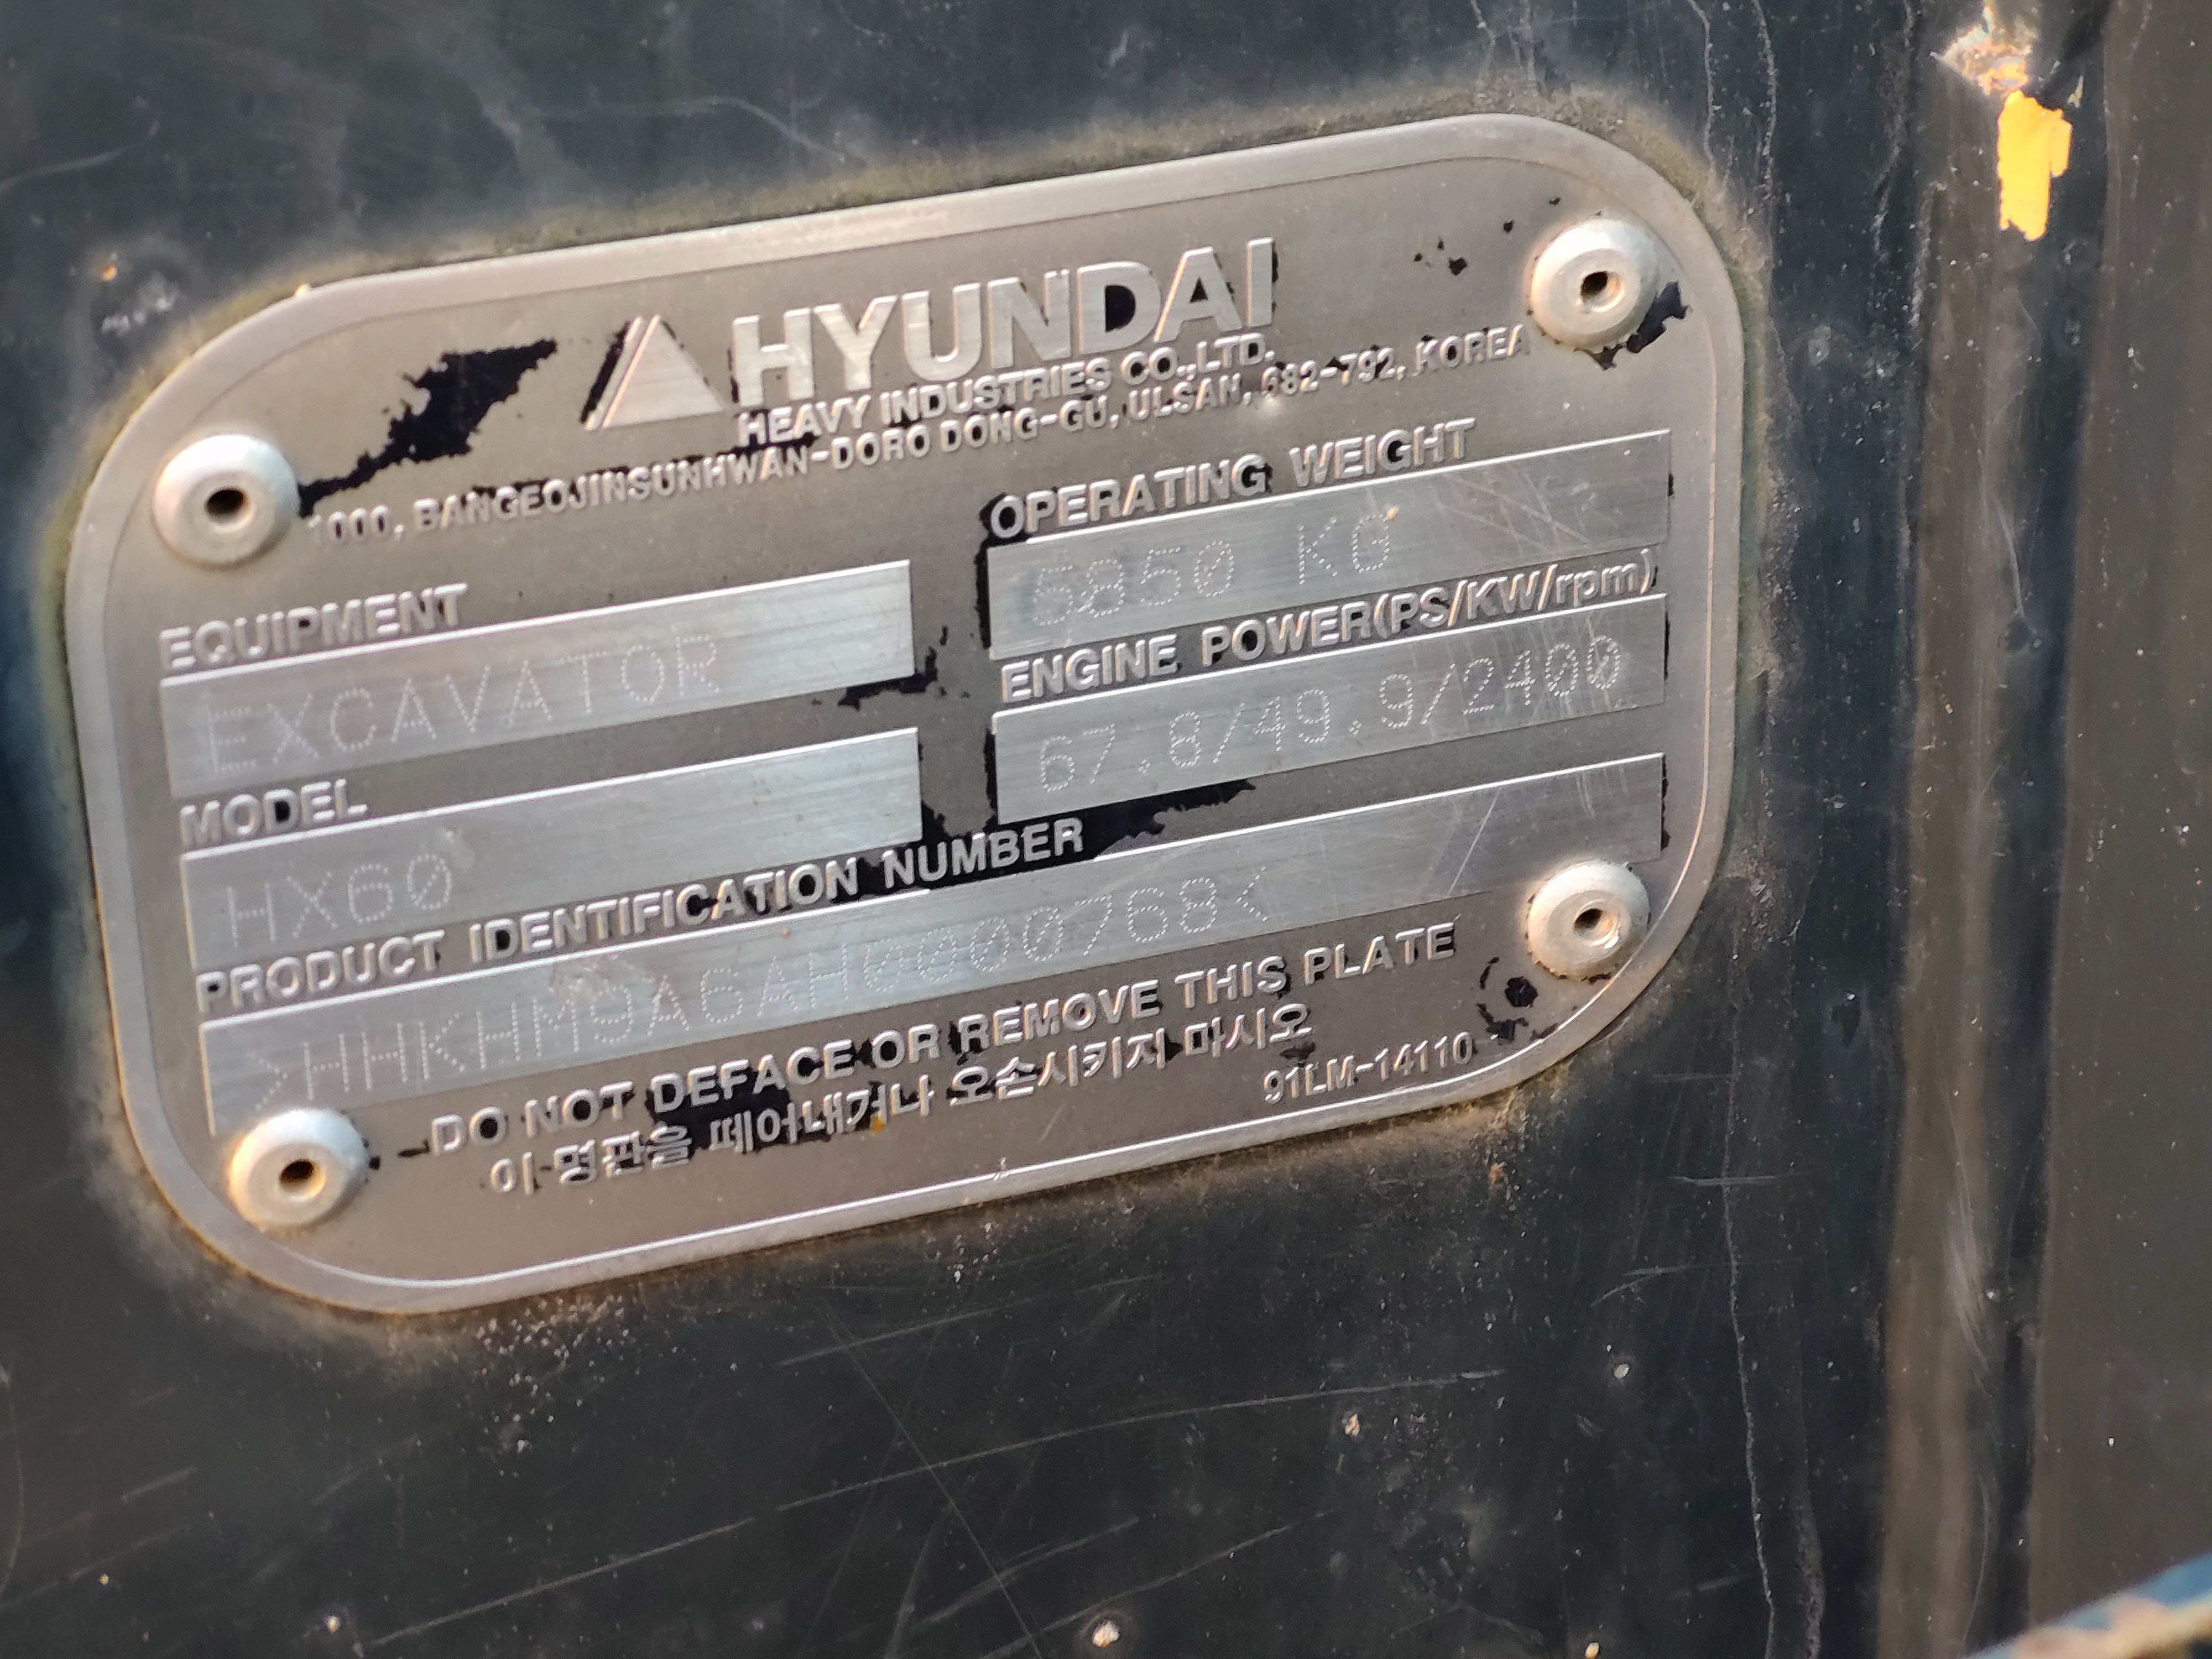 HYUNDAI
HEAVY INDUSTRIES CO.,LTD.
1000, BANGEOJINSUNHWAN-DORO DONG-GU, ULSAN, 682-792, KOREA
OPERATING WEIGHT
5850 KG
EQUIPMENT
EXCAVATOR
ENGINE POWER(PS/KW/rpm)
67.8/49.9/2400
MODEL
HX60
PRODUCT IDENTIFICATION NUMBER
>HHKHM9A6AH0000768<
DO NOT DEFACE OR REMOVE THIS PLATE
이 명판을 떼어내거나 오손시키지 마시오
91LM-14110